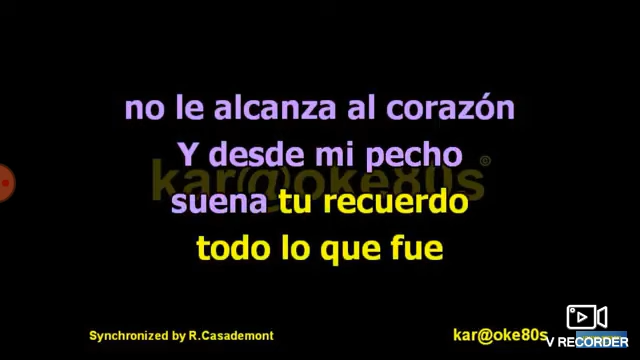 no le alcanza al corazón
Y desde mi pecho
kar@oke80s ©
suena tu recuerdo
todo lo que fue
Synchronized by R.Casademont
kar@oke80s
V RECORDER